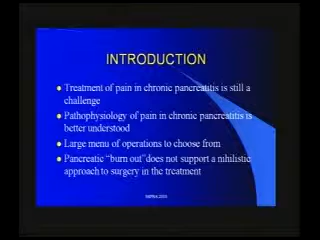 INTRODUCTION
Treatment of pain in chronic pancreatitis is still a
challenge
Pathophysiology of pain in chronic pancreatitis is
better understood
Large menu of operations to choose from
Pancreatic “burn out”does not support a nihilistic
approach to surgery in the treatment